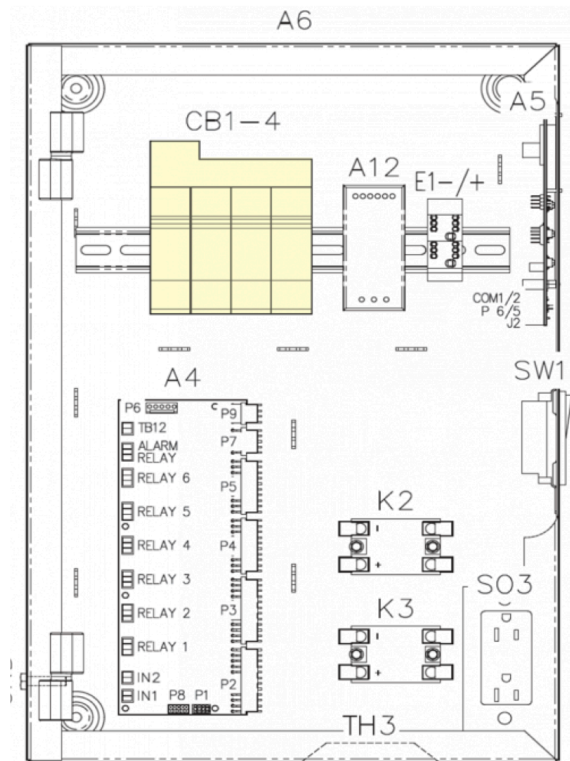 A6
A5
CB1-4
A12
E1-/+
COM1/2
P 6/5
J2
SW1
A4
P6
C
P9
TB12
P7
ALARM
RELAY
RELAY 6
P5
RELAY 5
RELAY 4
P4
RELAY 3
RELAY 2
P3
RELAY 1
IN2
P2
IN1
P8
P1
K2
-
+
K3
-
+
SO3
TH3